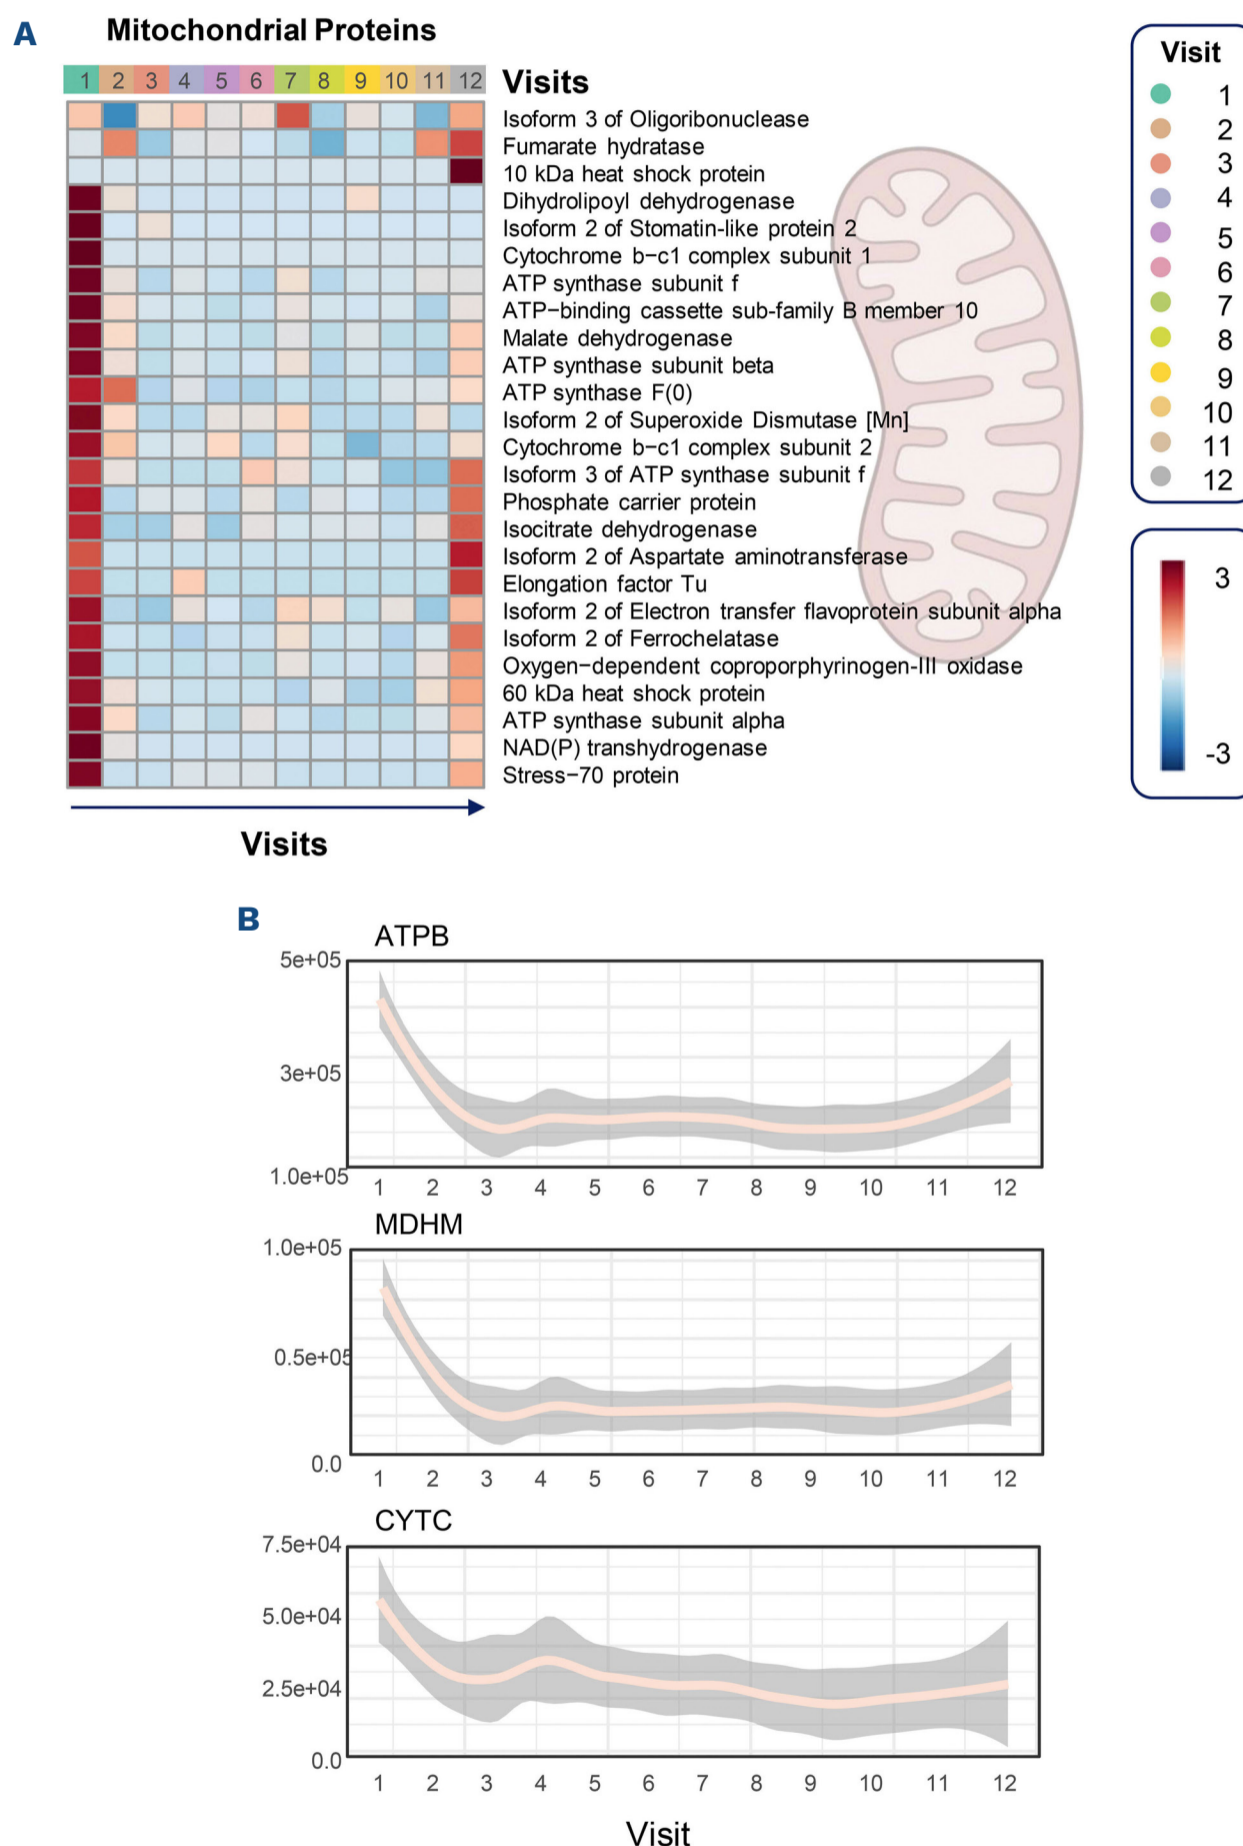 A
Mitochondrial Proteins
1 2 3 4 5 6 7 8 9 10 11 12
Visits
Isoform 3 of Oligoribonuclease
Fumarate hydratase
10 kDa heat shock protein
Dihydrolipoyl dehydrogenase
Isoform 2 of Stomatin-like protein 2
Cytochrome b−c1 complex subunit 1
ATP synthase subunit f
ATP−binding cassette sub-family B member 10
Malate dehydrogenase
ATP synthase subunit beta
ATP synthase F(0)
Isoform 2 of Superoxide Dismutase [Mn]
Cytochrome b−c1 complex subunit 2
Isoform 3 of ATP synthase subunit f
Phosphate carrier protein
Isocitrate dehydrogenase
Isoform 2 of Aspartate aminotransferase
Elongation factor Tu
Isoform 2 of Electron transfer flavoprotein subunit alpha
Isoform 2 of Ferrochelatase
Oxygen−dependent coproporphyrinogen-III oxidase
60 kDa heat shock protein
ATP synthase subunit alpha
NAD(P) transhydrogenase
Stress−70 protein
Visits
Visit
1
2
3
4
5
6
7
8
9
10
11
12
3
-3
B
ATPB
5e+05
3e+05
1.0e+05
1 2 3 4 5 6 7 8 9 10 11 12
MDHM
1.0e+05
0.5e+05
0.0
1 2 3 4 5 6 7 8 9 10 11 12
CYTC
7.5e+04
5.0e+04
2.5e+04
0.0
1 2 3 4 5 6 7 8 9 10 11 12
Visit